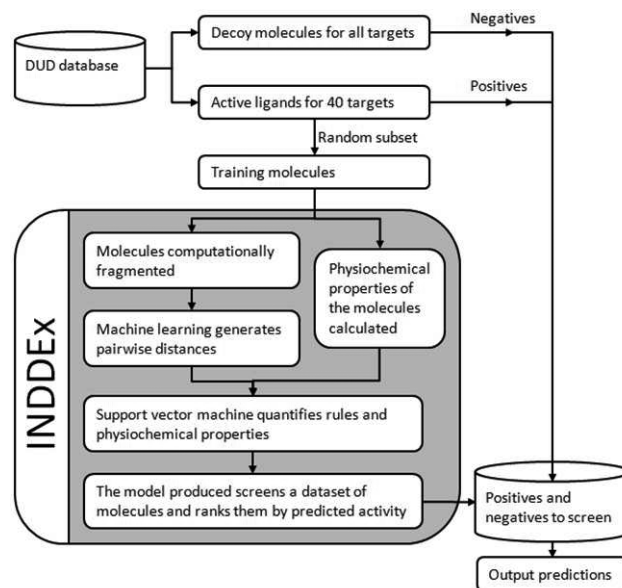 DUD database
Decoy molecules for all targets
Negatives
Active ligands for 40 targets
Positives
Random subset
Training molecules
INDDEx
Molecules computationally
fragmented
Physiochemical
properties of
the molecules
calculated
Machine learning generates
pairwise distances
Support vector machine quantifies rules and
physiochemical properties
The model produced screens a dataset of
molecules and ranks them by predicted activity
Positives and
negatives to screen
Output predictions